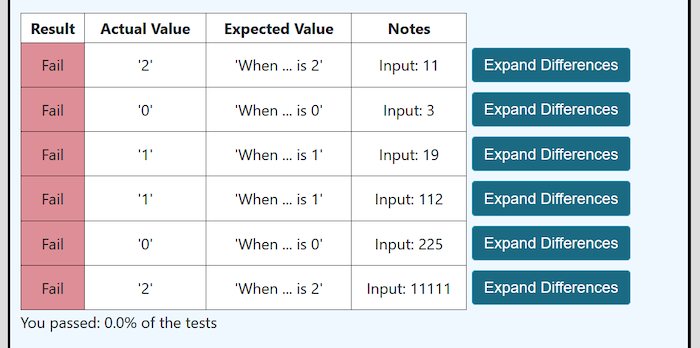 Result Actual Value Expected Value Notes
Fail '2' 'When ... is 2' Input: 11 Expand Differences
Fail '0' 'When ... is 0' Input: 3 Expand Differences
Fail '1' 'When ... is 1' Input: 19 Expand Differences
Fail '1' 'When ... is 1' Input: 112 Expand Differences
Fail '0' 'When ... is 0' Input: 225 Expand Differences
Fail '2' 'When ... is 2' Input: 11111 Expand Differences
You passed: 0.0% of the tests